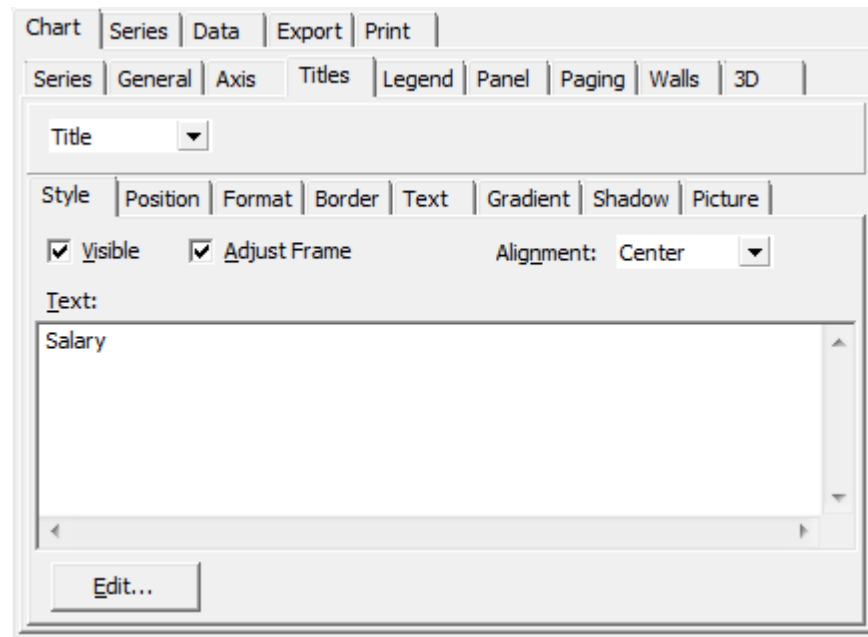 Chart Series Data Export Print
Series General Axis Titles Legend Panel Paging Walls 3D
Title
Style Position Format Border Text Gradient Shadow Picture
Visible Adjust Frame Alignment: Center
Text:
Salary
Edit...